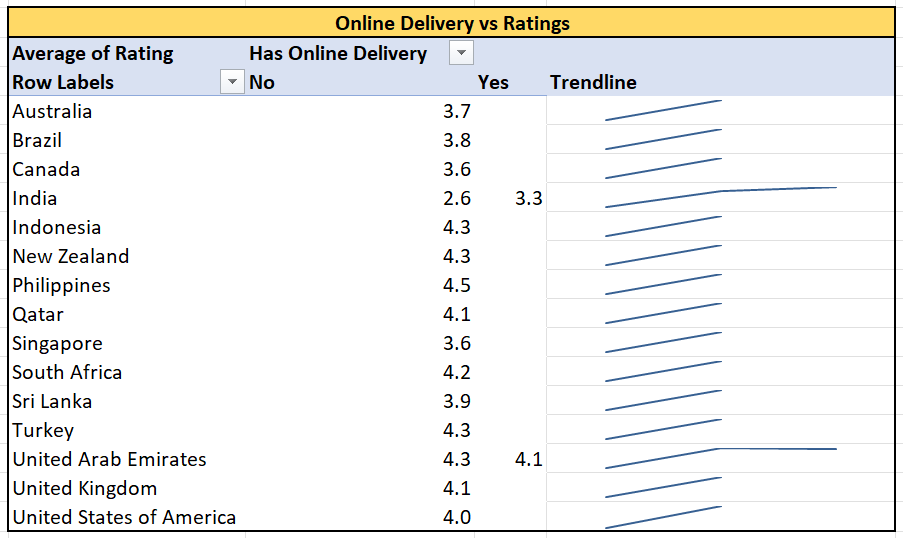 Online Delivery vs Ratings
Average of Rating Has Online Delivery
Row Labels No Yes Trendline
Australia 3.7
Brazil 3.8
Canada 3.6
India 2.6 3.3
Indonesia 4.3
New Zealand 4.3
Philippines 4.5
Qatar 4.1
Singapore 3.6
South Africa 4.2
Sri Lanka 3.9
Turkey 4.3
United Arab Emirates 4.3 4.1
United Kingdom 4.1
United States of America 4.0